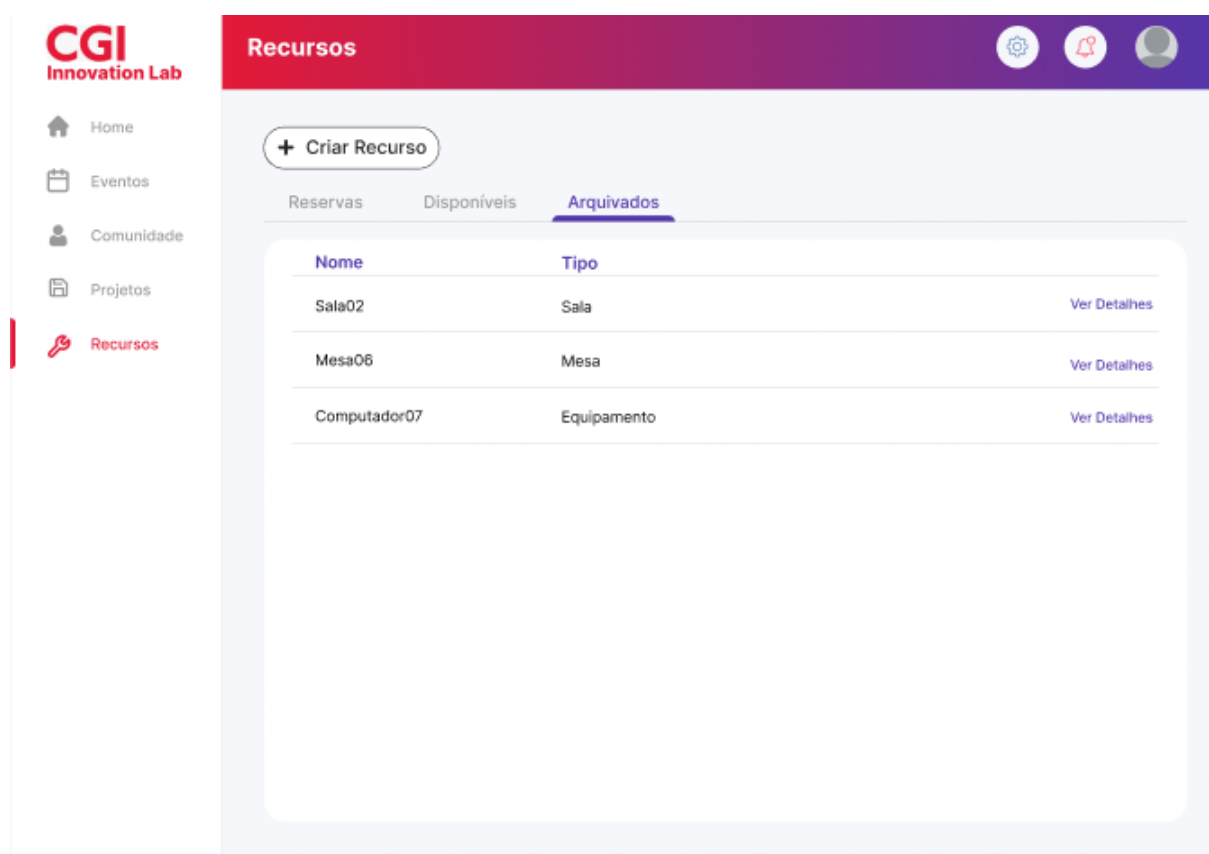 CGI
Innovation Lab
Recursos
Home
Eventos
Comunidade
Projetos
Recursos
+ Criar Recurso
Reservas Disponíveis Arquivados
Nome Tipo
Sala02 Sala Ver Detalhes
Mesa06 Mesa Ver Detalhes
Computador07 Equipamento Ver Detalhes